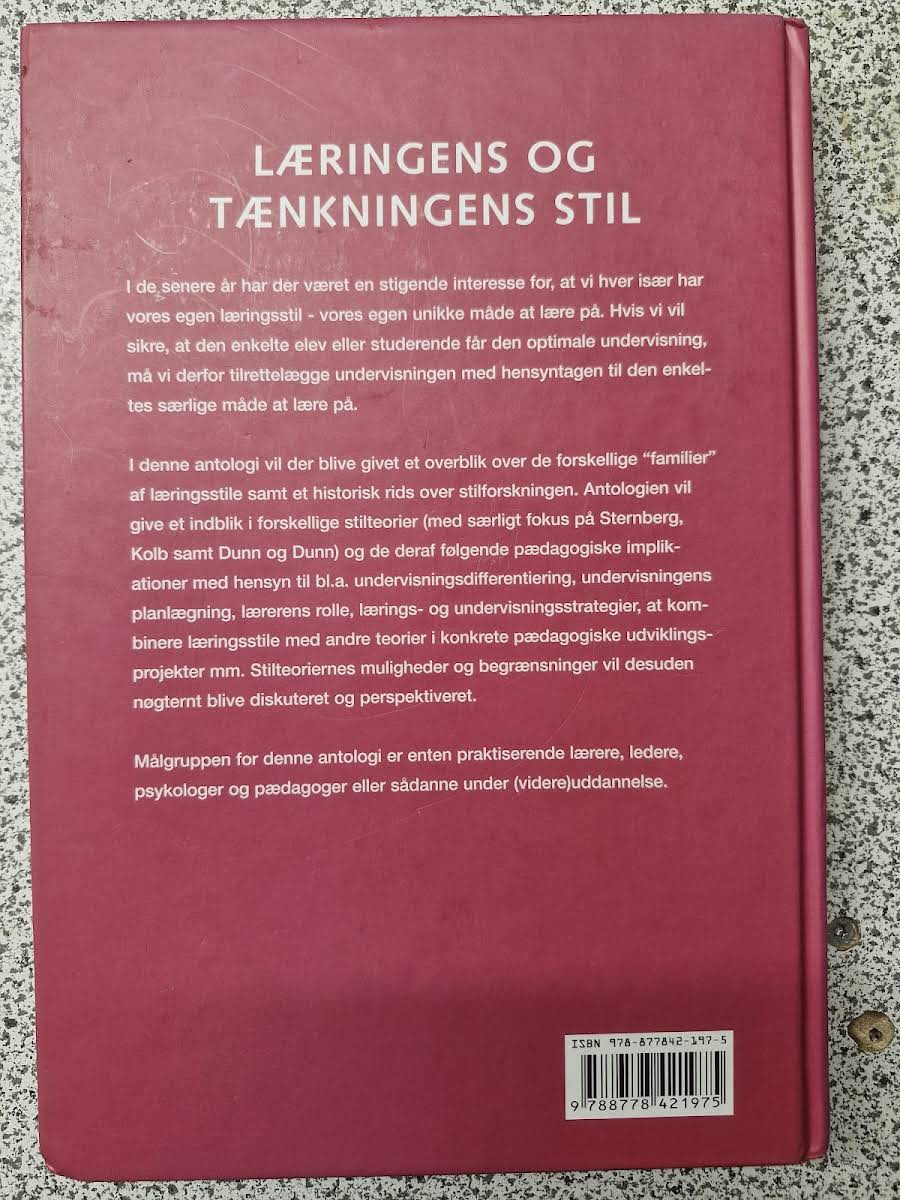 LÆRINGENS OG
TÆNKNINGENS STIL
I de senere år har der været en stigende interesse for, at vi hver især har
vores egen læringsstil - vores egen unikke måde at lære på. Hvis vi vil
sikre, at den enkelte elev eller studerende får den optimale undervisning,
må vi derfor tilrettelægge undervisningen med hensyntagen til den enkel-
tes særlige måde at lære på.
I denne antologi vil der blive givet et overblik over de forskellige “familier”
af læringsstile samt et historisk rids over stilforskningen. Antologien vil
give et indblik i forskellige stilteorier (med særligt fokus på Sternberg,
Kolb samt Dunn og Dunn) og de deraf følgende pædagogiske implik-
ationer med hensyn til bl.a. undervisningsdifferentiering, undervisningens
planlægning, lærerens rolle, lærings- og undervisningsstrategier, at kom-
binere læringsstile med andre teorier i konkrete pædagogiske udviklings-
projekter mm. Stilteoriernes muligheder og begrænsninger vil desuden
nøgternt blive diskuteret og perspektiveret.
Målgruppen for denne antologi er enten praktiserende lærere, ledere,
psykologer og pædagoger eller sådanne under (videre)uddannelse.
ISBN 978-877842-197-5
9 788778 421975